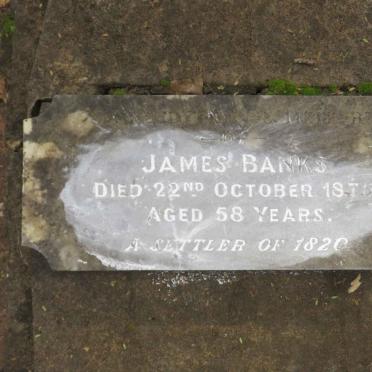 JAMES BANKS
DIED 22ND OCTOBER
AGED 58 YEARS.
A SETTLER OF 1820